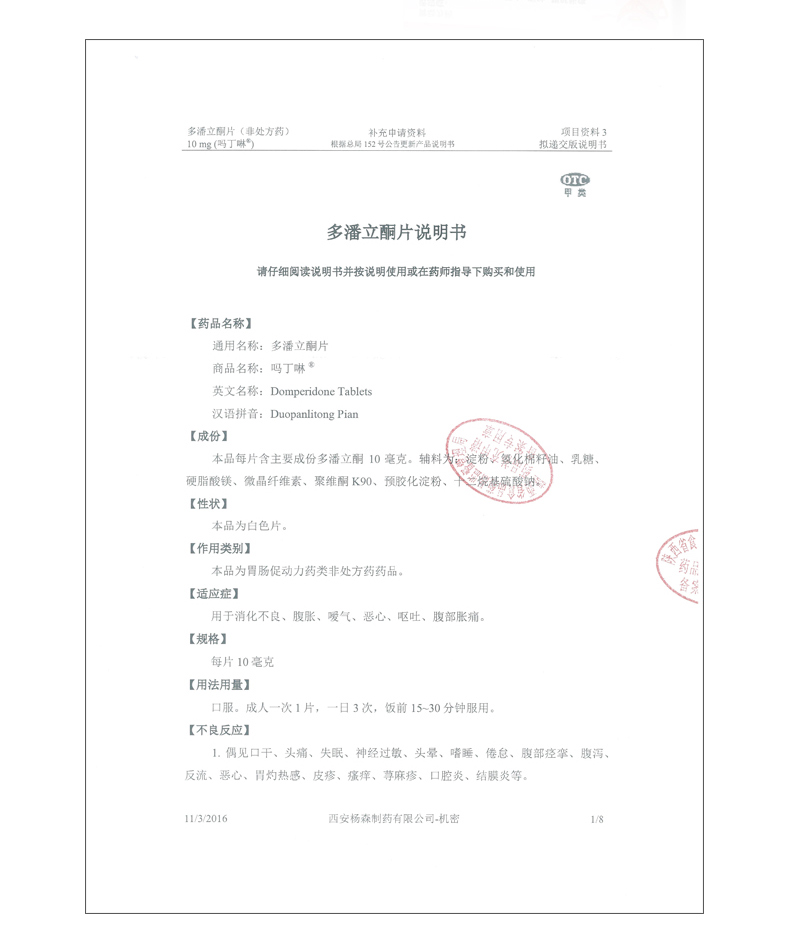 多潘立酮片（非处方药）
10 mg (吗丁啉®)
补充申请资料
根据总局 152 号公告更新产品说明书
项目资料 3
拟递交版说明书
OTC
甲 类
多潘立酮片说明书
请仔细阅读说明书并按说明使用或在药师指导下购买和使用
【药品名称】
通用名称：多潘立酮片
商品名称：吗丁啉®
英文名称：Domperidone Tablets
汉语拼音：Duopanlitong Pian
【成份】
本品每片含主要成份多潘立酮 10 毫克。辅料为：淀粉、氢化棉籽油、乳糖、
硬脂酸镁、微晶纤维素、聚维酮 K90、预胶化淀粉、十二烷基硫酸钠。
【性状】
本品为白色片。
【作用类别】
本品为胃肠促动力药类非处方药药品。
【适应症】
用于消化不良、腹胀、嗳气、恶心、呕吐、腹部胀痛。
【规格】
每片 10 毫克
【用法用量】
口服。成人一次 1 片，一日 3 次，饭前 15~30 分钟服用。
【不良反应】
1. 偶见口干、头痛、失眠、神经过敏、头晕、嗜睡、倦怠、腹部痉挛、腹泻、
反流、恶心、胃灼热感、皮疹、瘙痒、荨麻疹、口腔炎、结膜炎等。
陕西省食
药品
备案
11/3/2016
西安杨森制药有限公司-机密
1/8